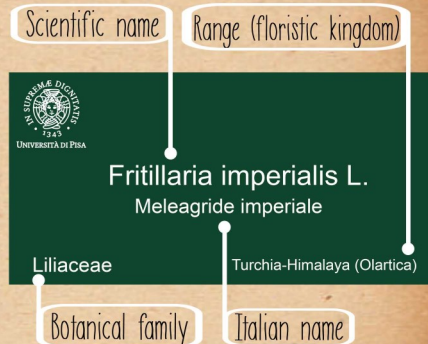 Scientific name
Range (floristic kingdom)
IN SUPREMÆ DIGNITATIS
1343
UNIVERSITÀ DI PISA
Fritillaria imperialis L.
Meleagride imperiale
Liliaceae
Turchia-Himalaya (Olartica)
Botanical family
Italian name